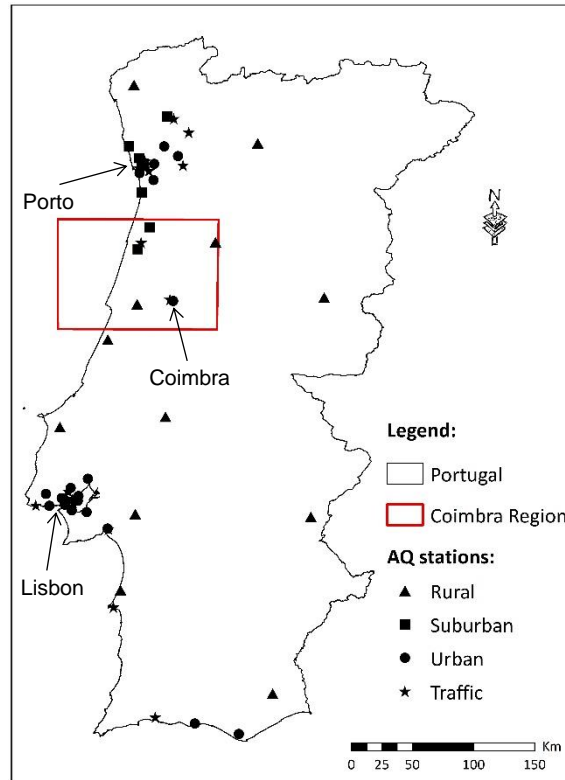 N
Porto
Coimbra
Lisbon
Legend:
Portugal
Coimbra Region
AQ stations:
Rural
Suburban
Urban
Traffic
Km
0 25 50 100 150